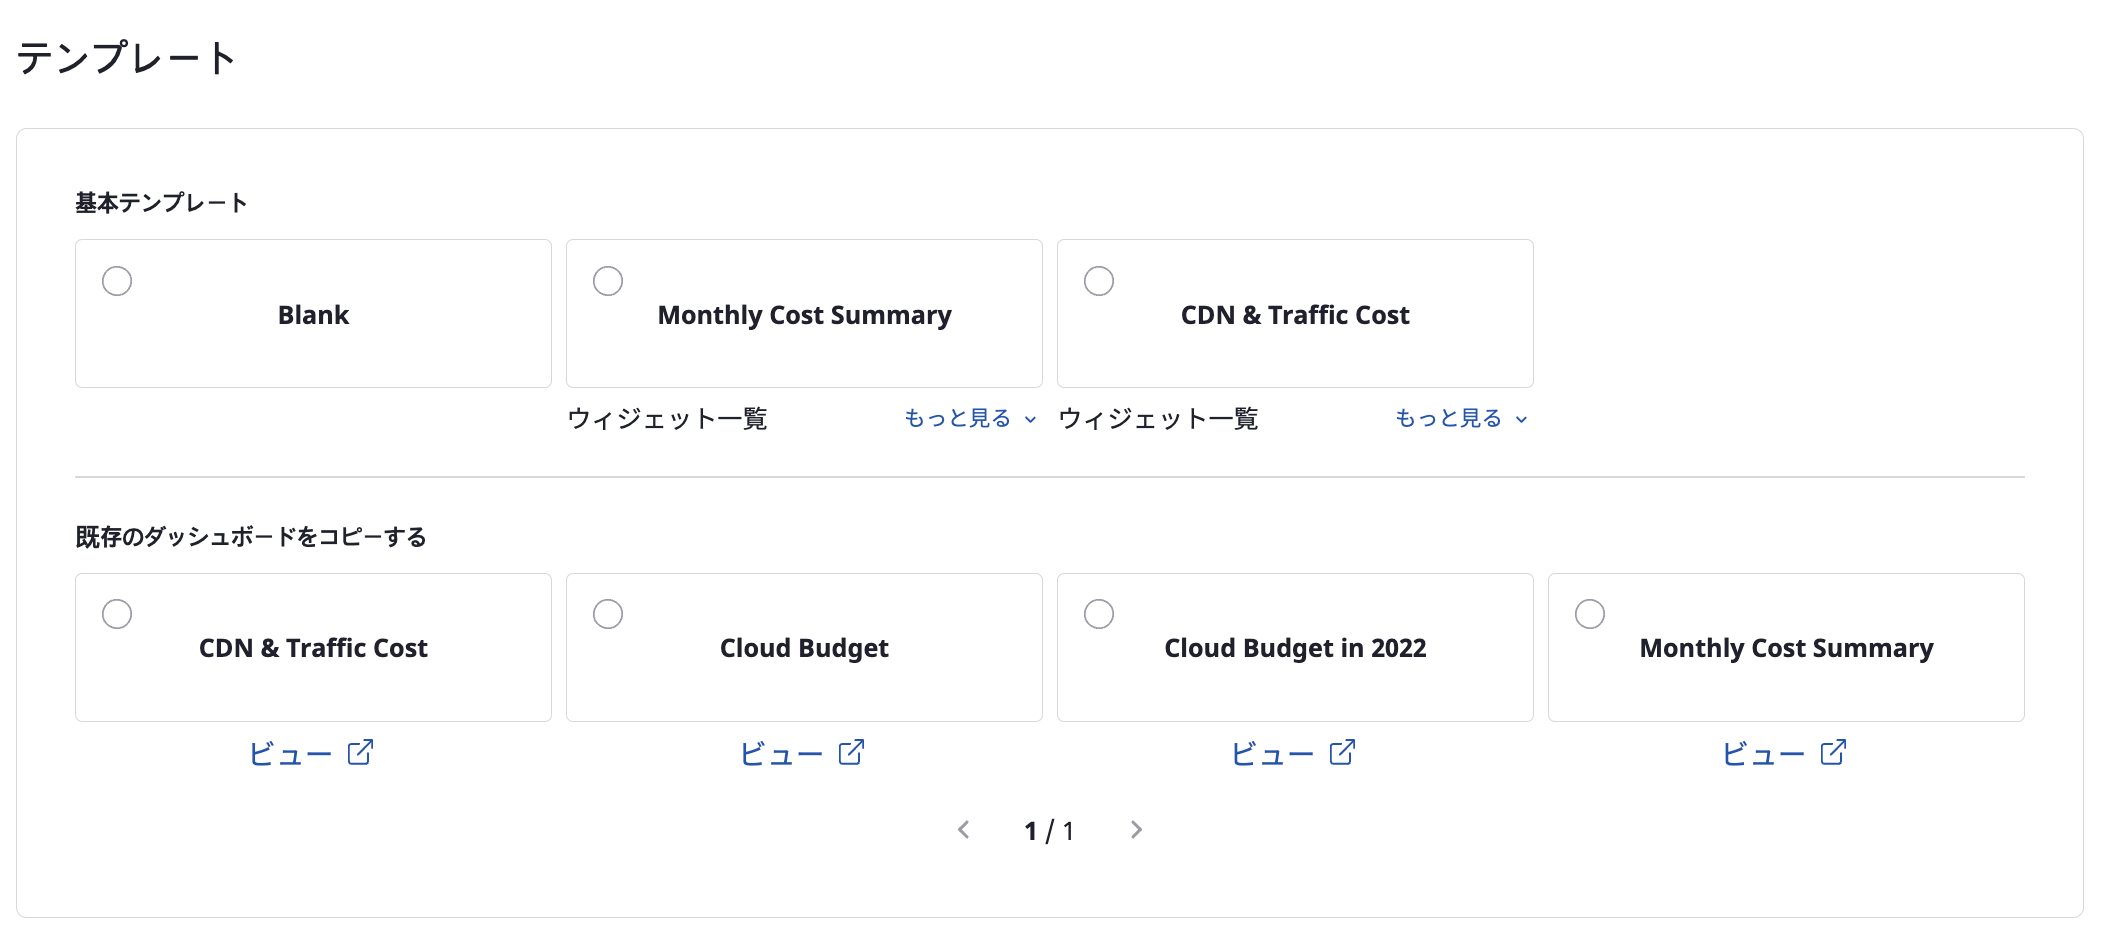 テンプレート
基本テンプレート
Blank
Monthly Cost Summary
CDN & Traffic Cost
ウィジェット一覧
もっと見る
ウィジェット一覧
もっと見る
既存のダッシュボードをコピーする
CDN & Traffic Cost
Cloud Budget
Cloud Budget in 2022
Monthly Cost Summary
ビュー
ビュー
ビュー
ビュー
1 / 1